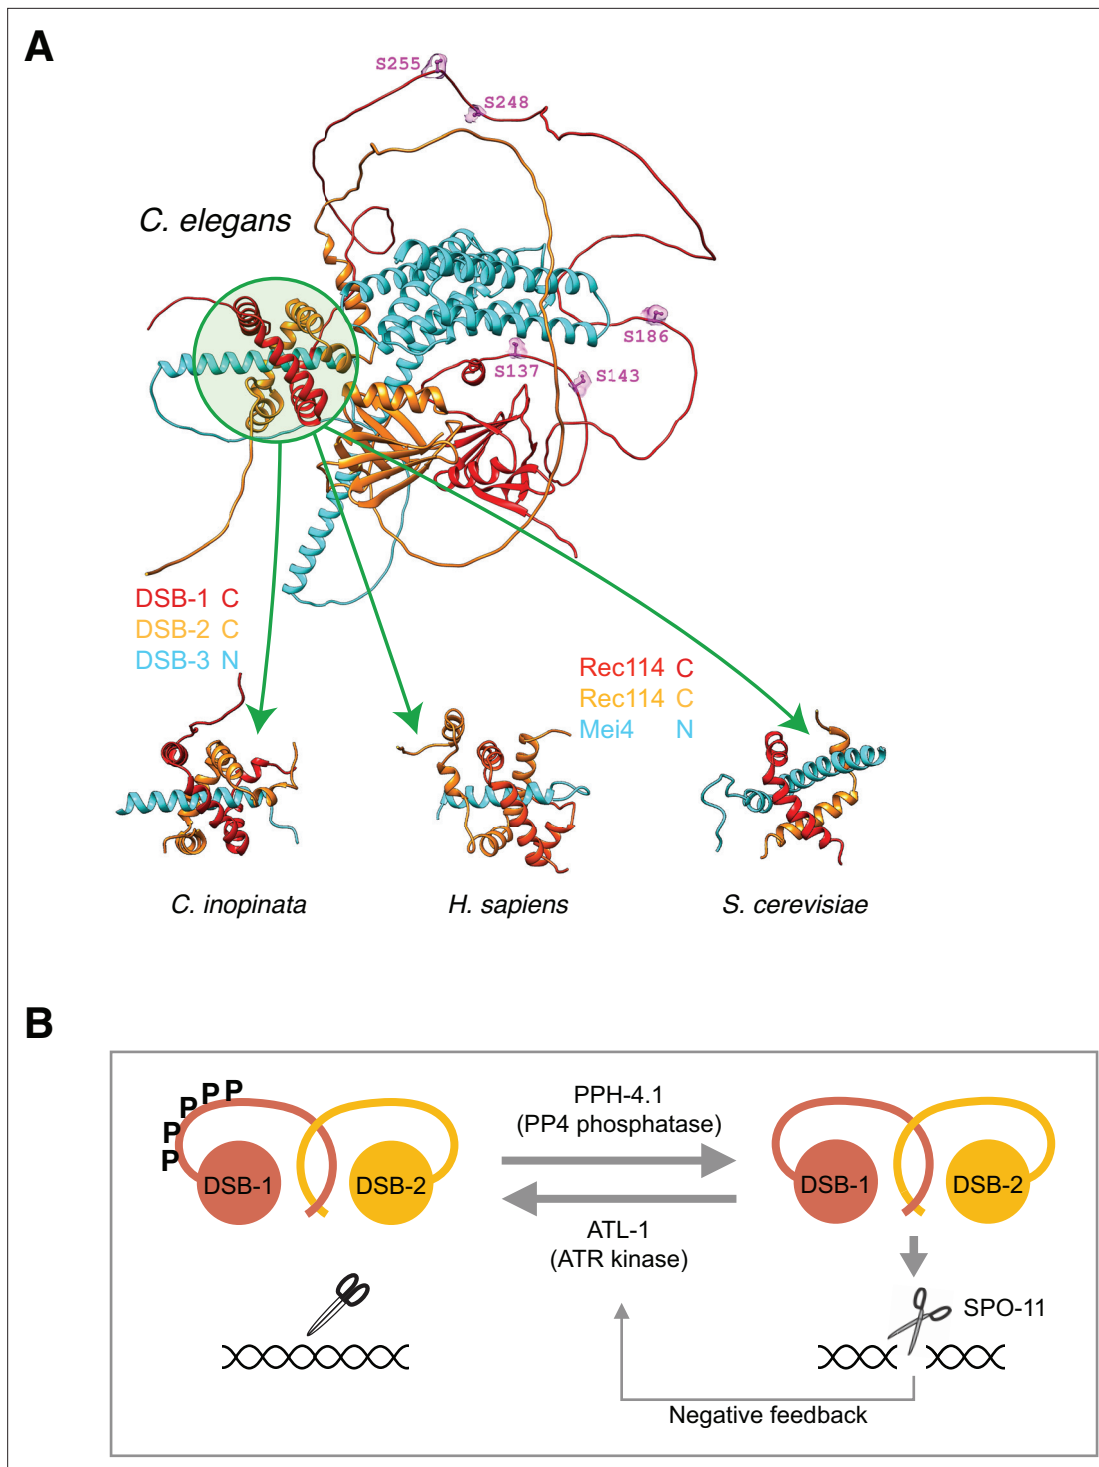 A
S255
S248
C. elegans
S186
S137
S143
DSB-1 C
DSB-2 C
DSB-3 N
Rec114 C
Rec114 C
Mei4 N
C. inopinata
H. sapiens
S. cerevisiae
B
P P P P P
PPH-4.1
(PP4 phosphatase)
DSB-1
DSB-2
DSB-1
DSB-2
ATL-1
(ATR kinase)
SPO-11
Negative feedback